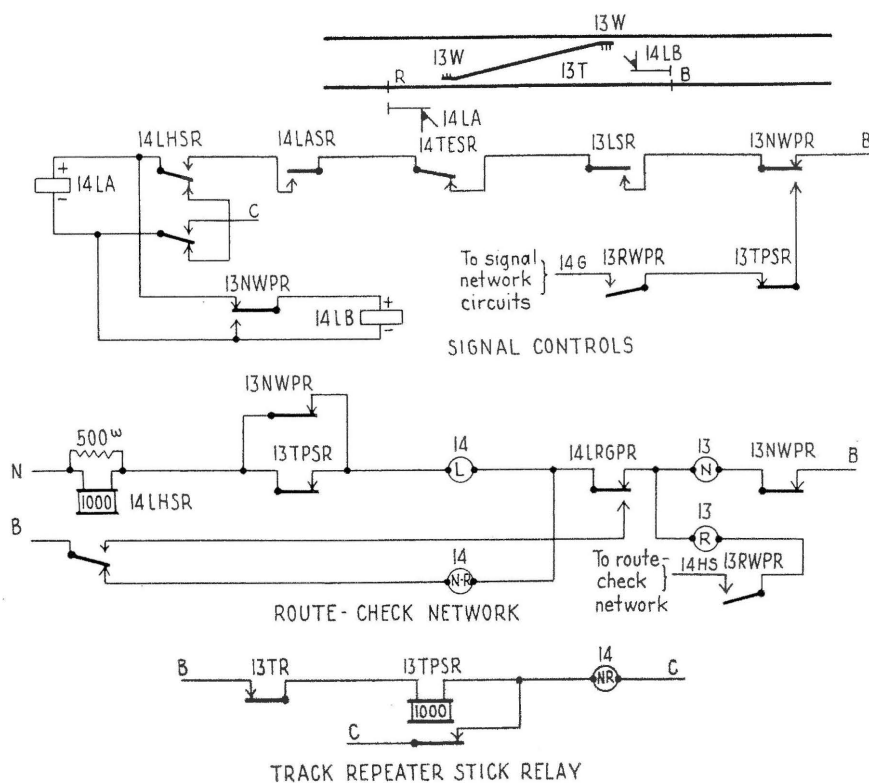 13W
13W
14LB
R
13T
B
14LA
14LHSR
14LASR
14TESR
13LSR
13NWPR
B
+
14LA
-
C
13NWPR
+
14LB
-
To signal
network
circuits
14G
13RWPR
13TPSR
SIGNAL CONTROLS
13NWPR
500ω
13TPSR
14
L
14LRGPR
13
N
13NWPR
B
N
1000
14LHSR
13
R
B
14
N-R
To route-
check
network
14HS
13RWPR
ROUTE-CHECK NETWORK
B
13TR
13TPSR
14
NR
C
1000
C
TRACK REPEATER STICK RELAY